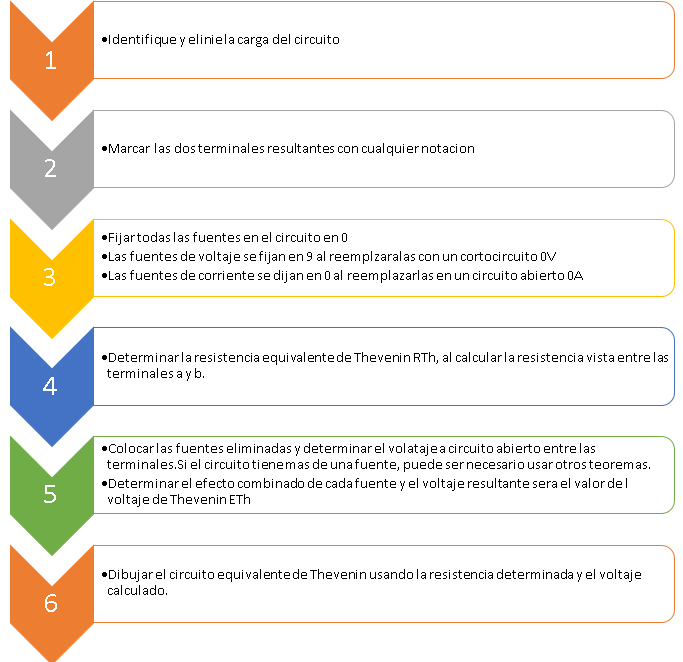 1
•Identifique y elinie la carga del circuito
2
•Marcar las dos terminales resultantes con cualquier notacion
3
•Fijar todas las fuentes en el circuito en 0
•Las fuentes de voltaje se fijan en 9 al reemplzaralas con un cortocircuito 0V
•Las fuentes de corriente se dijan en 0 al reemplazarlas en un circuito abierto 0A
4
•Determinar la resistencia equivalente de Thevenin RTh, al calcular la resistencia vista entre las
terminales a y b.
5
•Colocar las fuentes eliminadas y determinar el volataje a circuito abierto entre las
terminales.Si el circuito tiene mas de una fuente, puede ser necesario usar otros teoremas.
•Determinar el efecto combinado de cada fuente y el voltaje resultante sera el valor de l
voltaje de Thevenin ETh
6
•Dibujar el circuito equivalente de Thevenin usando la resistencia determinada y el voltaje
calculado.